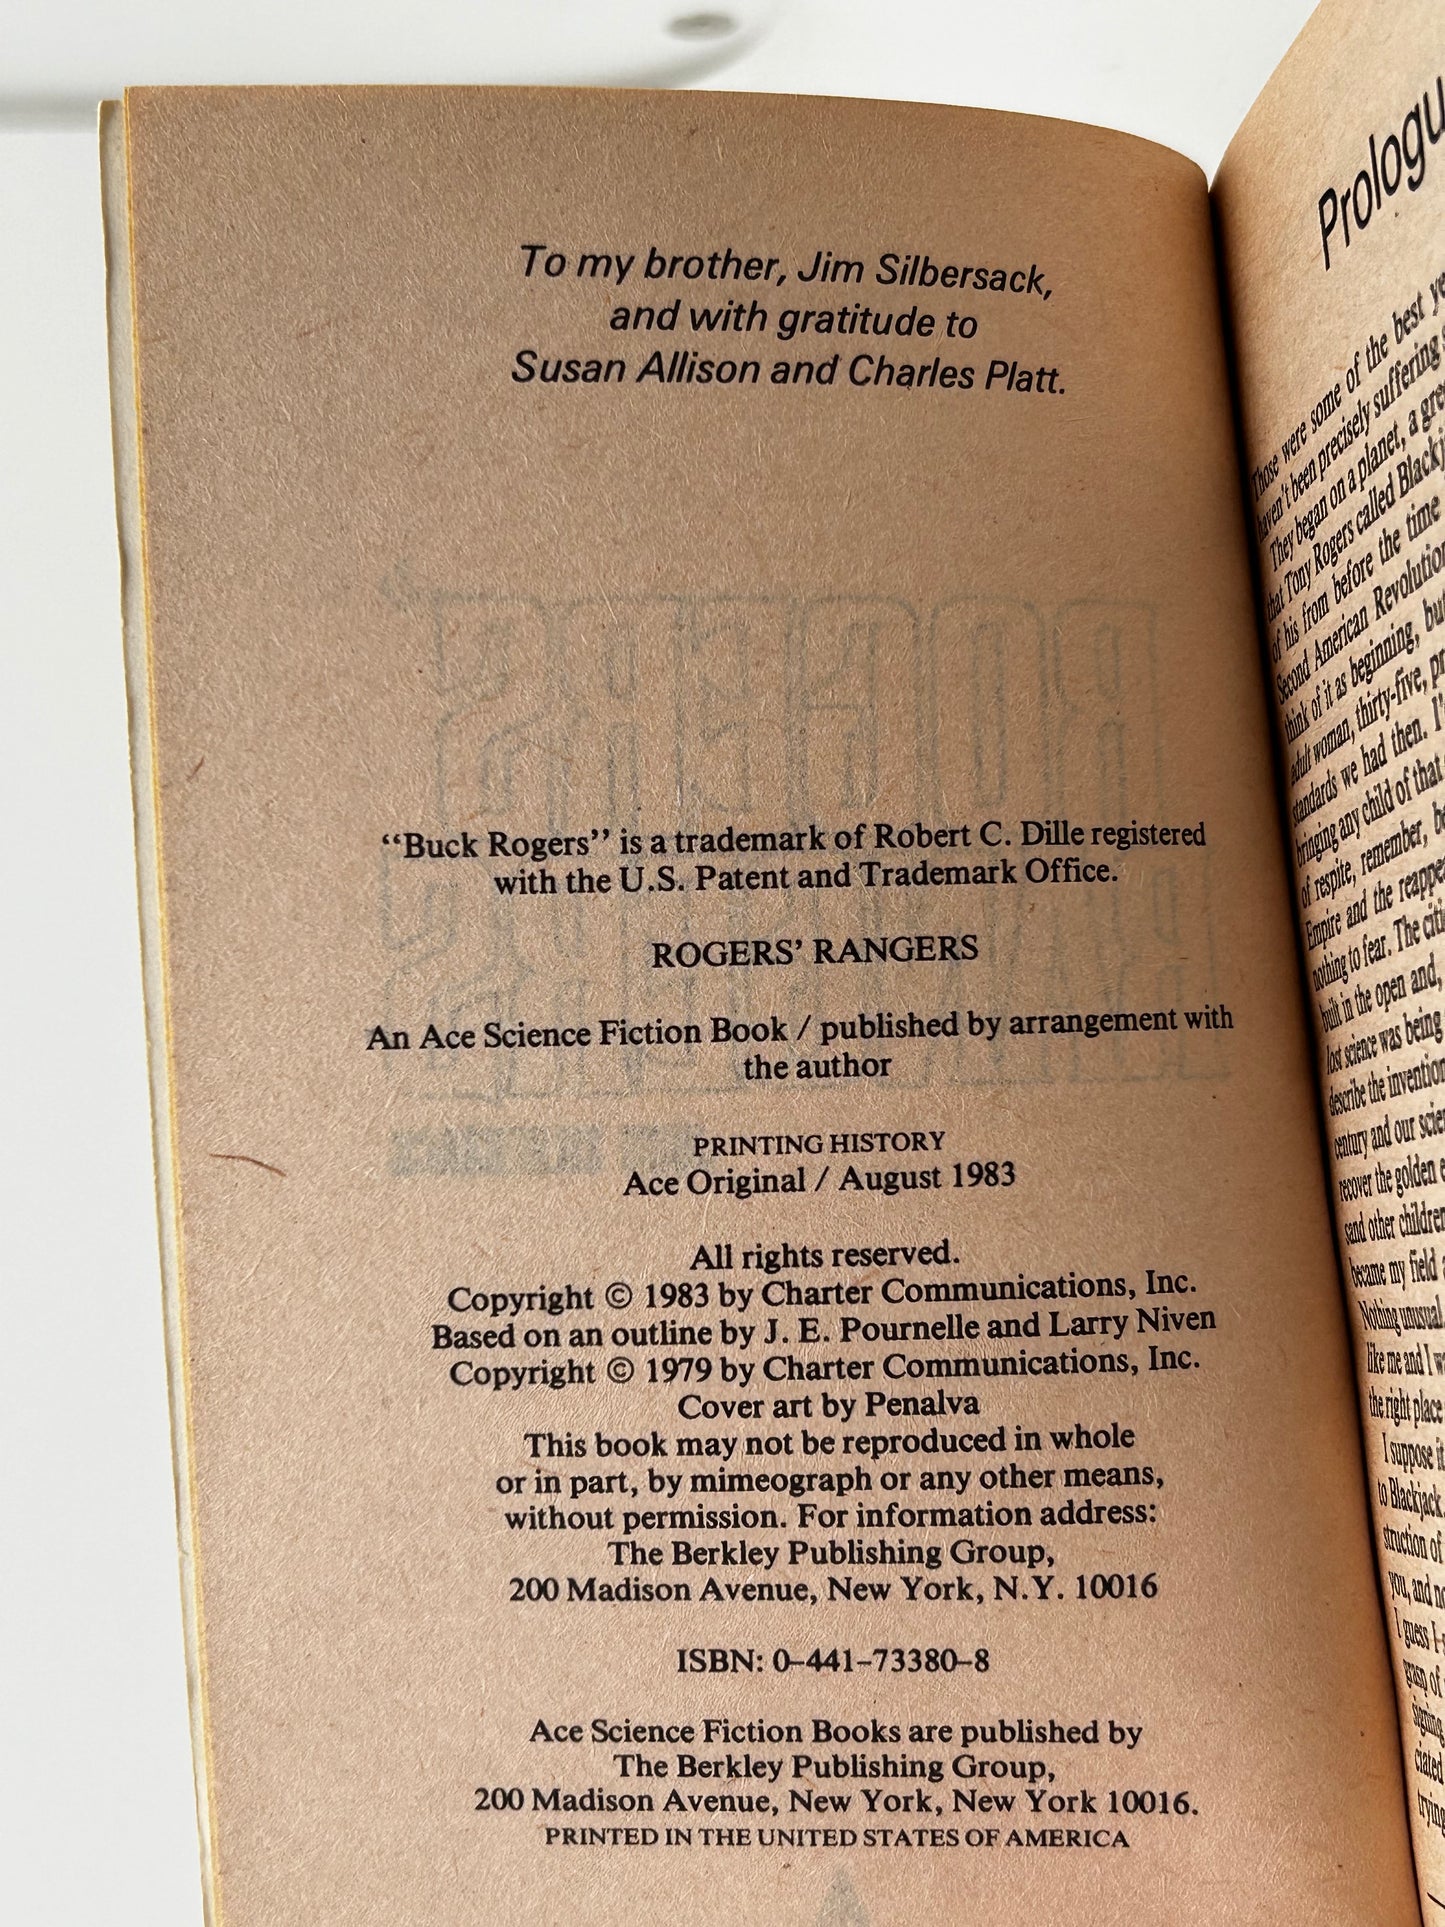 To my brother, Jim Silbersack,
and with gratitude to
Susan Allison and Charles Platt.
“Buck Rogers” is a trademark of Robert C. Dille registered
with the U.S. Patent and Trademark Office.
ROGERS’ RANGERS
An Ace Science Fiction Book / published by arrangement with
the author
PRINTING HISTORY
Ace Original / August 1983
All rights reserved.
Copyright © 1983 by Charter Communications, Inc.
Based on an outline by J. E. Pournelle and Larry Niven
Copyright © 1979 by Charter Communications, Inc.
Cover art by Penalva
This book may not be reproduced in whole
or in part, by mimeograph or any other means,
without permission. For information address:
The Berkley Publishing Group,
200 Madison Avenue, New York, N.Y. 10016
ISBN: 0–441–73380–8
Ace Science Fiction Books are published by
The Berkley Publishing Group,
200 Madison Avenue, New York, New York 10016.
PRINTED IN THE UNITED STATES OF AMERICA
Prologu
Those were some of the best
haven't been precisely suffering
They began on a planet, a
that Tony Rogers called
of his from before the time
Second American Revolution
think of it as beginning,
adult woman, thirty-five,
standards we had then.
bringing any child of that
of respite, remember,
Empire and the
nothing to fear. The
built in the open and,
lost science was being
describe the invention
century and our
recover the golden
sand other children
became my field
Nothing unusual.
like me and I
the right place
I suppose
to Blackjack.
struction of
you, and
I guess
grasp of
signing
ciated
trying